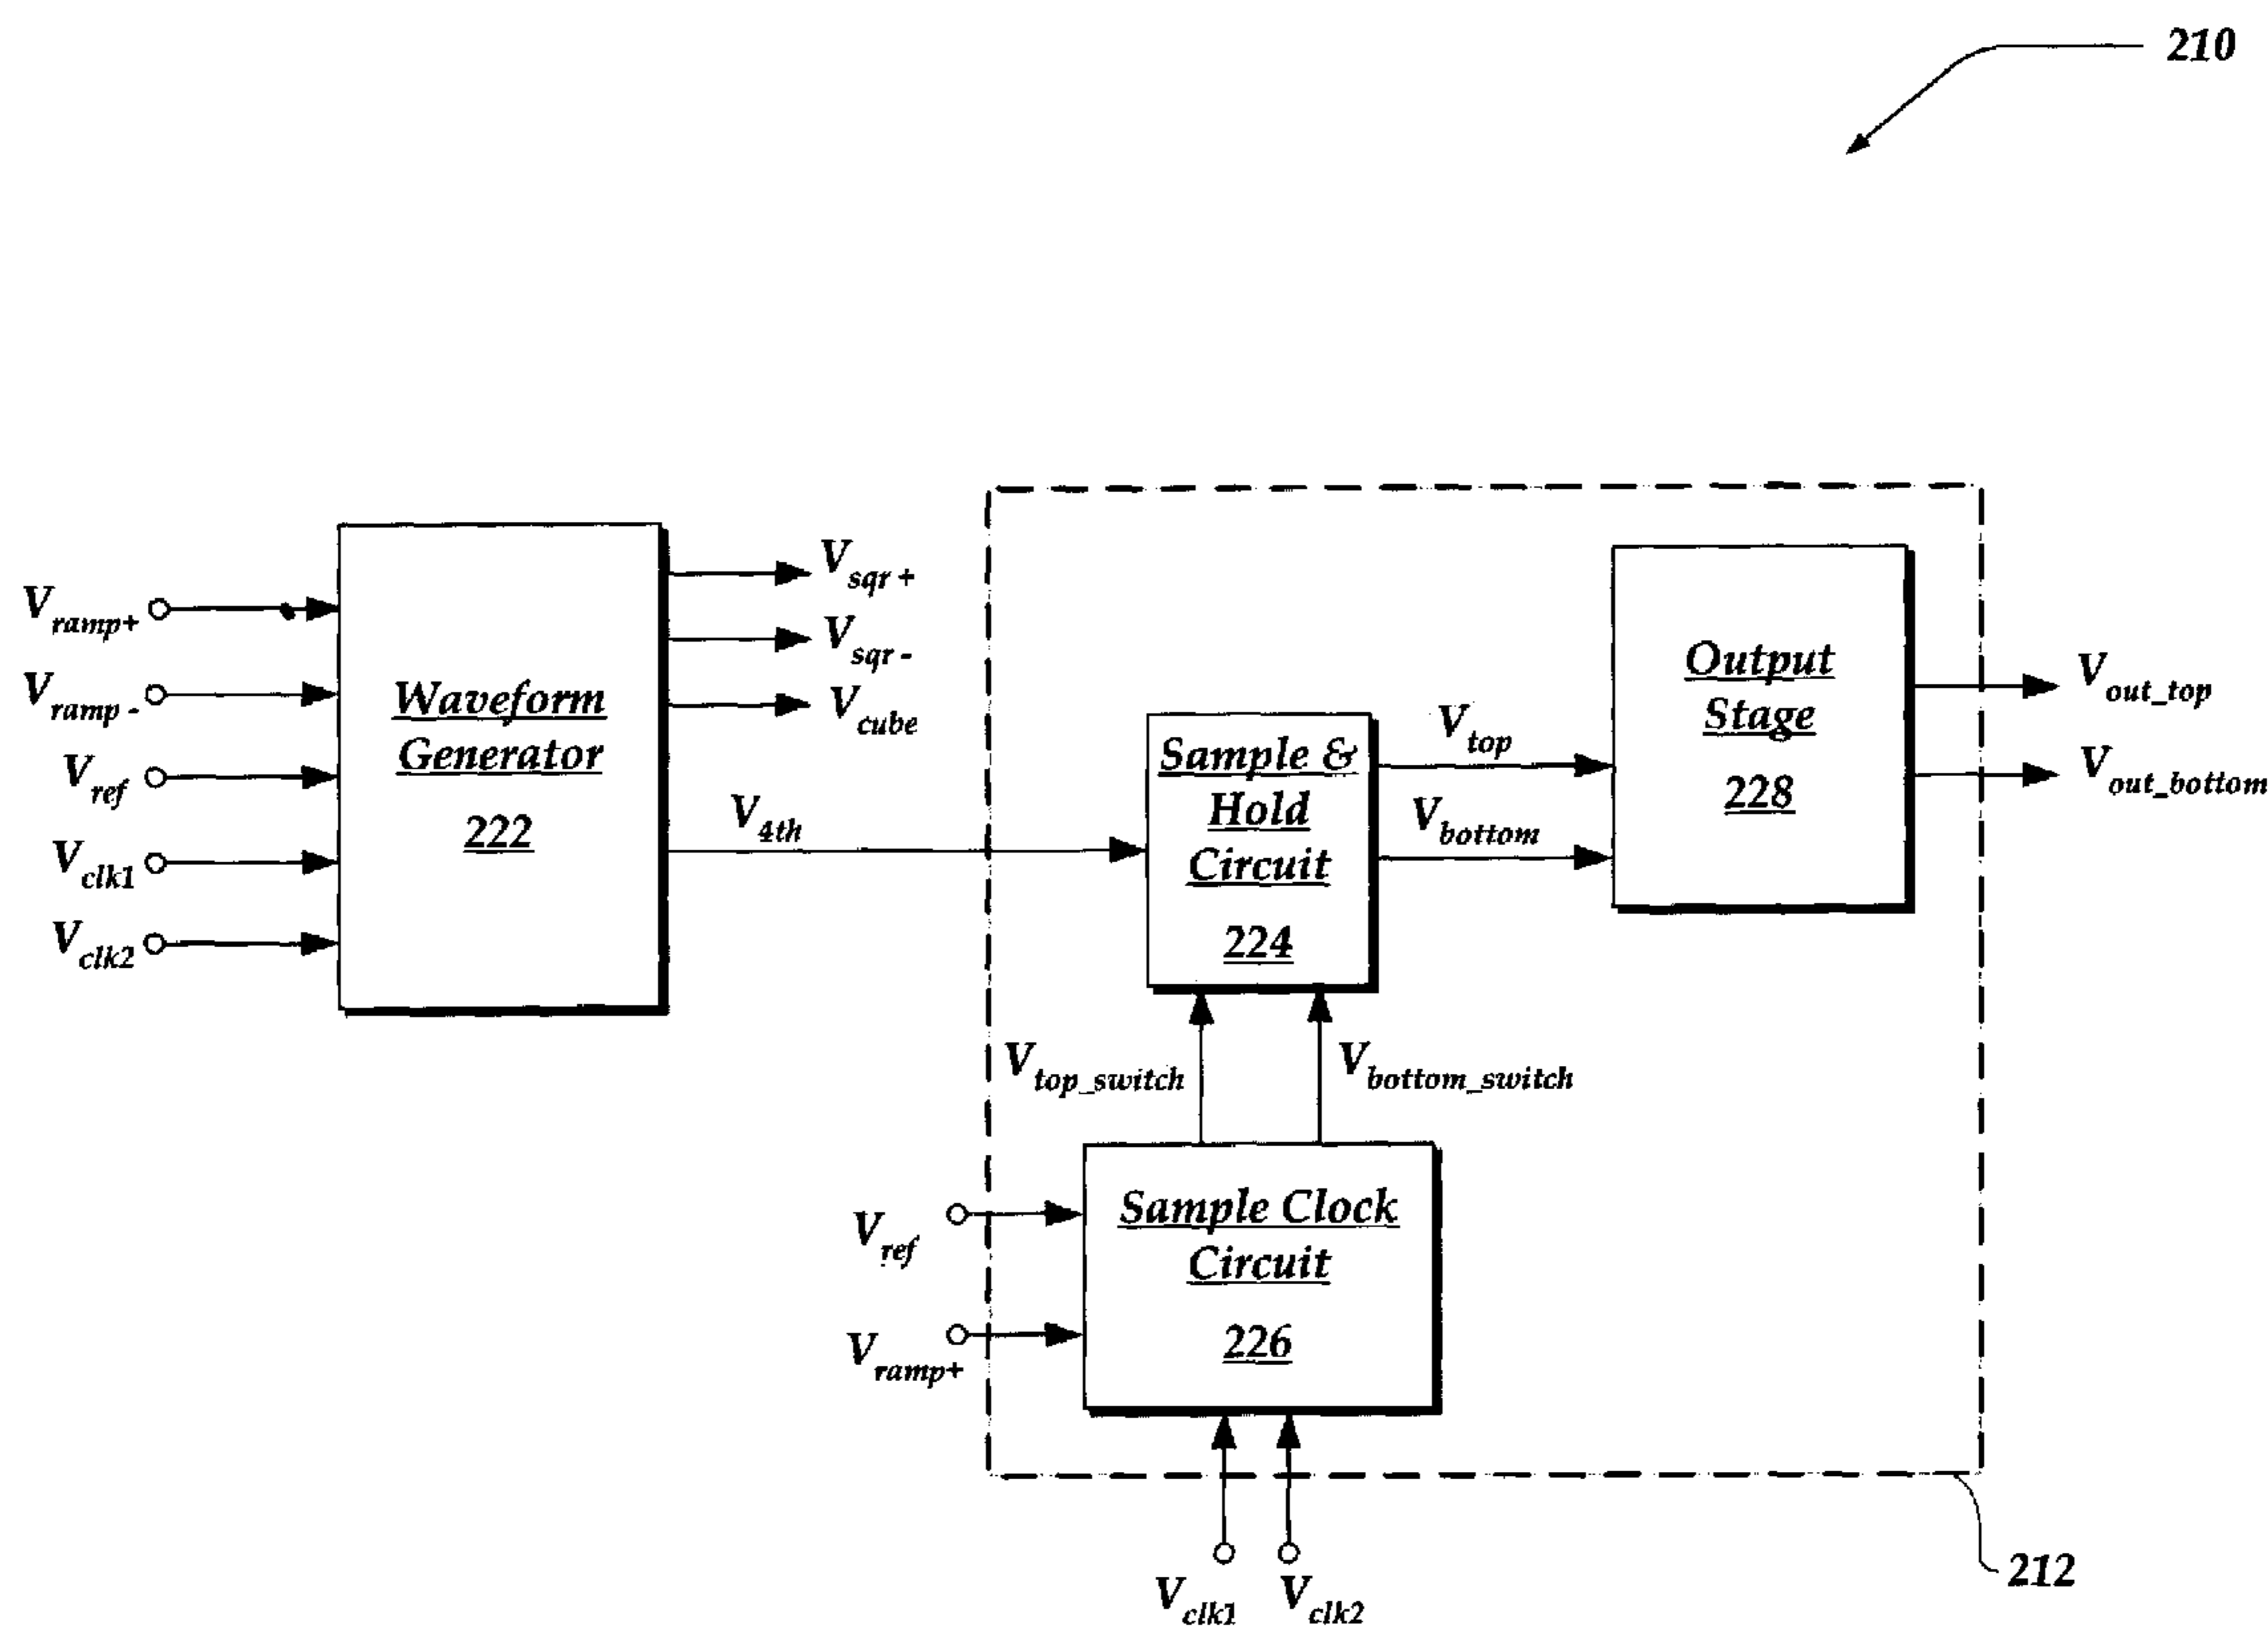 210
V_ramp+
V_ramp -
V_ref
V_clk1
V_clk2
Waveform
Generator
222
V_sqr +
V_sqr -
V_cube
V_4th
Sample &
Hold
Circuit
224
V_top
V_bottom
Output
Stage
228
V_out_top
V_out_bottom
V_top_switch
V_bottom_switch
V_ref
V_ramp+
Sample Clock
Circuit
226
V_clk1
V_clk2
212